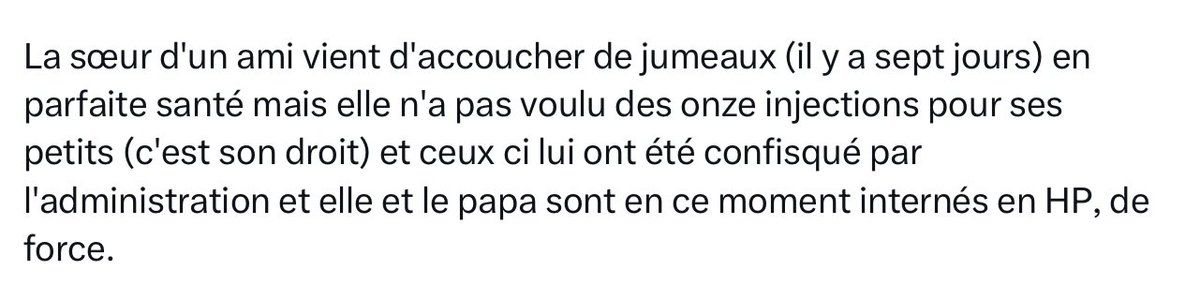 La sœur d'un ami vient d'accoucher de jumeaux (il y a sept jours) en
parfaite santé mais elle n'a pas voulu des onze injections pour ses
petits (c'est son droit) et ceux ci lui ont été confisqué par
l'administration et elle et le papa sont en ce moment internés en HP, de
force.